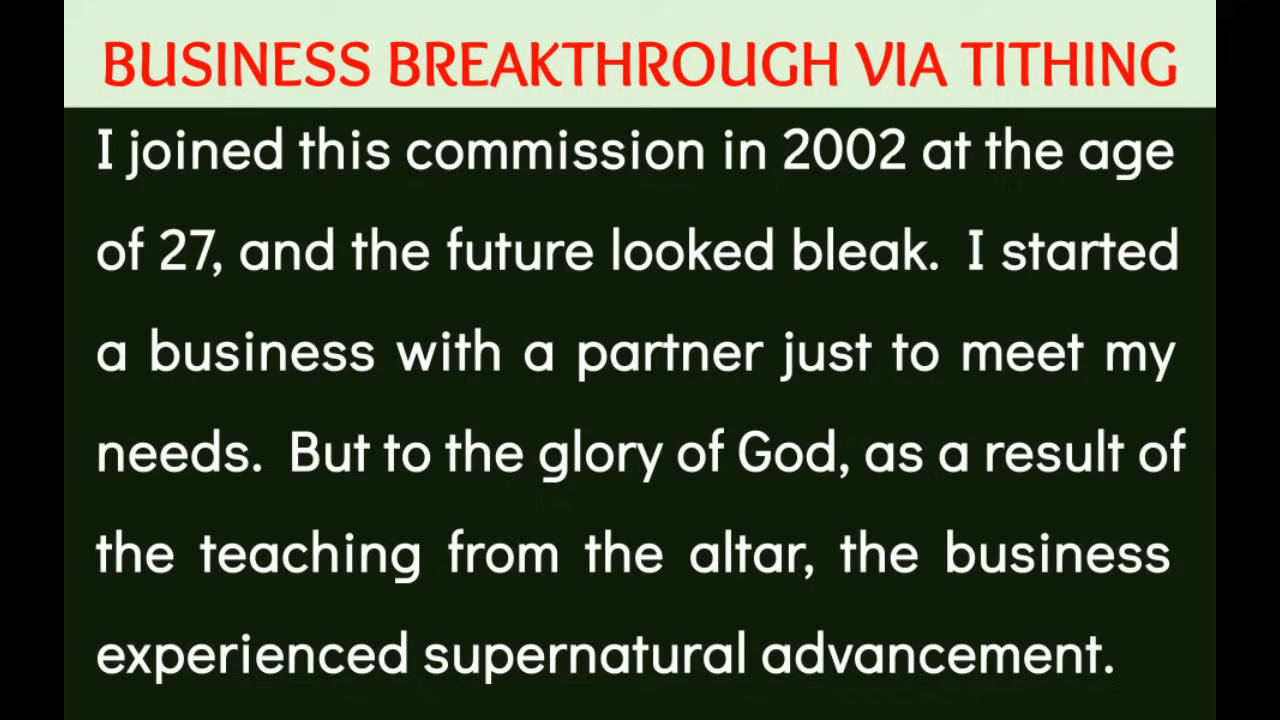 BUSINESS BREAKTHROUGH VIA TITHING
I joined this commission in 2002 at the age
of 27, and the future looked bleak. I started
a business with a partner just to meet my
needs. But to the glory of God, as a result of
the teaching from the altar, the business
experienced supernatural advancement.